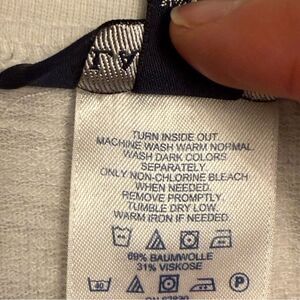 TURN INSIDE OUT.
MACHINE WASH WARM NORMAL.
WASH DARK COLORS
SEPARATELY.
ONLY NON-CHLORINE BLEACH
WHEN NEEDED.
REMOVE PROMPTLY.
TUMBLE DRY LOW.
WARM IRON IF NEEDED.
69% BAUMWOLLE
31% VISKOSE
P